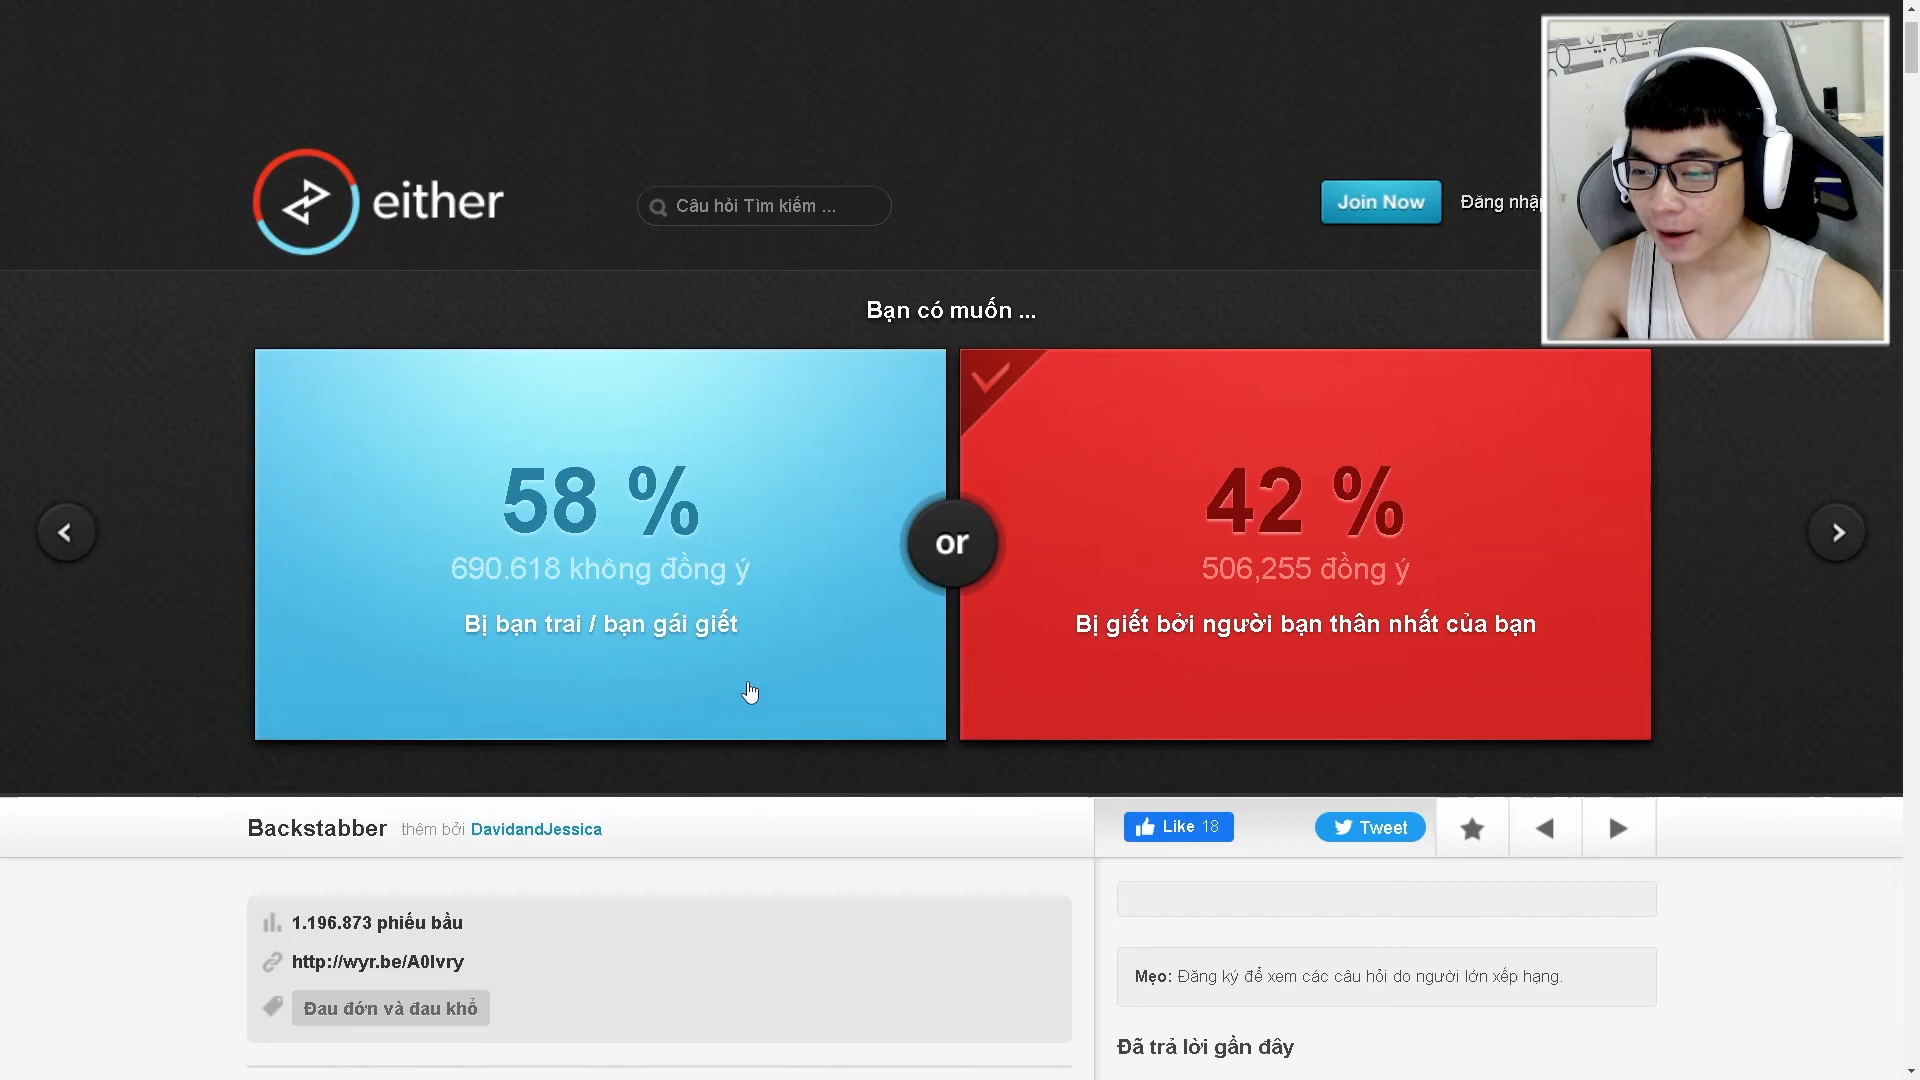 either
Câu hỏi Tìm kiếm ...
Join Now
Đăng nhập
Bạn có muốn ...
58 %
690.618 không đồng ý
Bị bạn trai / bạn gái giết
or
42 %
506,255 đồng ý
Bị giết bởi người bạn thân nhất của bạn
Backstabber thêm bởi DavidandJessica
Like 18
Tweet
1.196.873 phiếu bầu
http://wyr.be/A0lvry
Đau đớn và đau khổ
Mẹo: Đăng ký để xem các câu hỏi do người lớn xếp hạng.
Đã trả lời gần đây